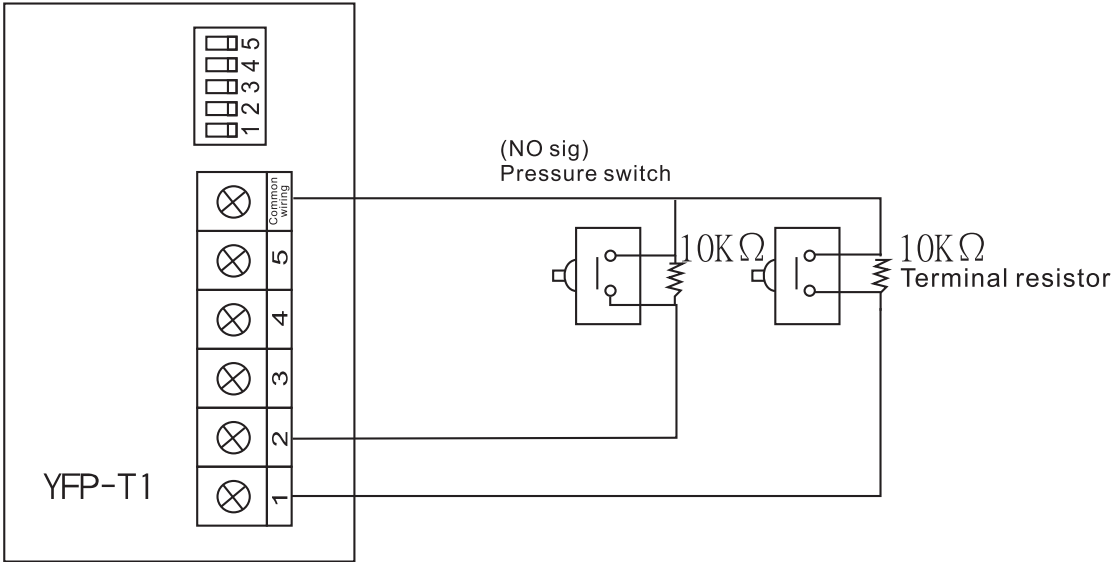 5
4
3
2
1
(NO sig)
Pressure switch
Common
wiring
5
4
3
2
1
10KΩ
10KΩ
Terminal resistor
YFP-T1